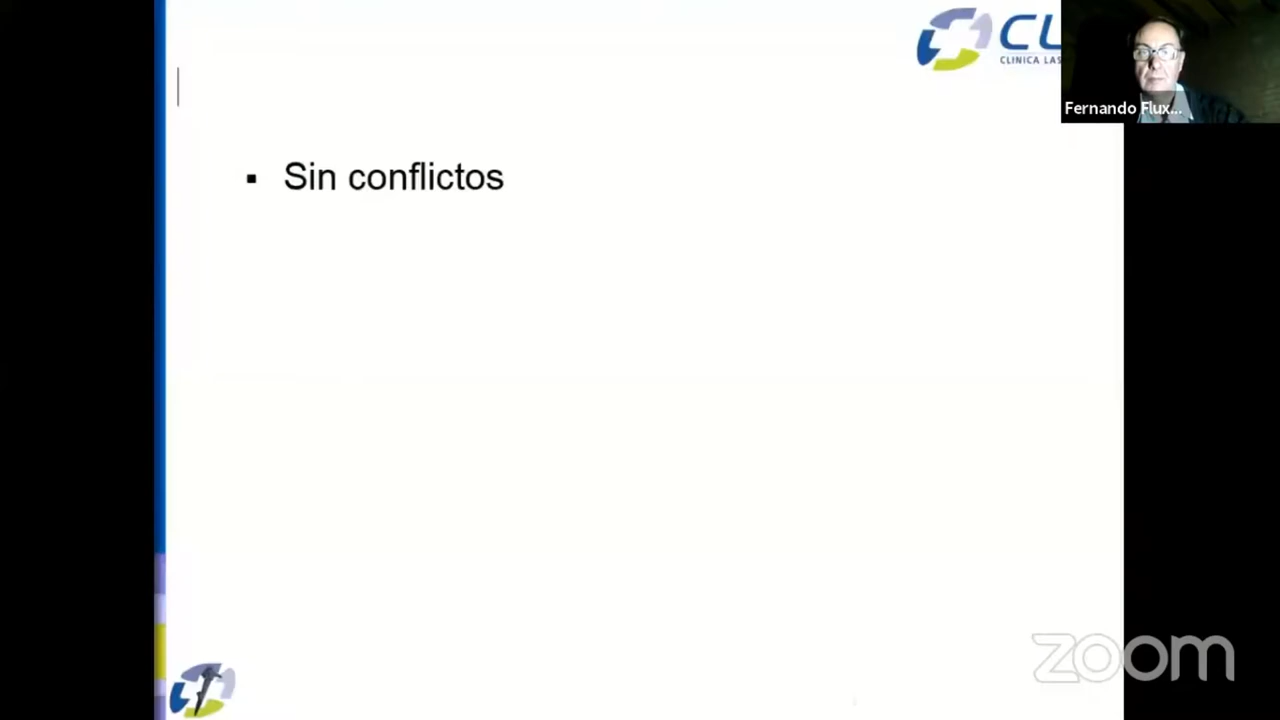 CL
CLINICA LAS
Fernando Flux...
▪ Sin conflictos
zoom